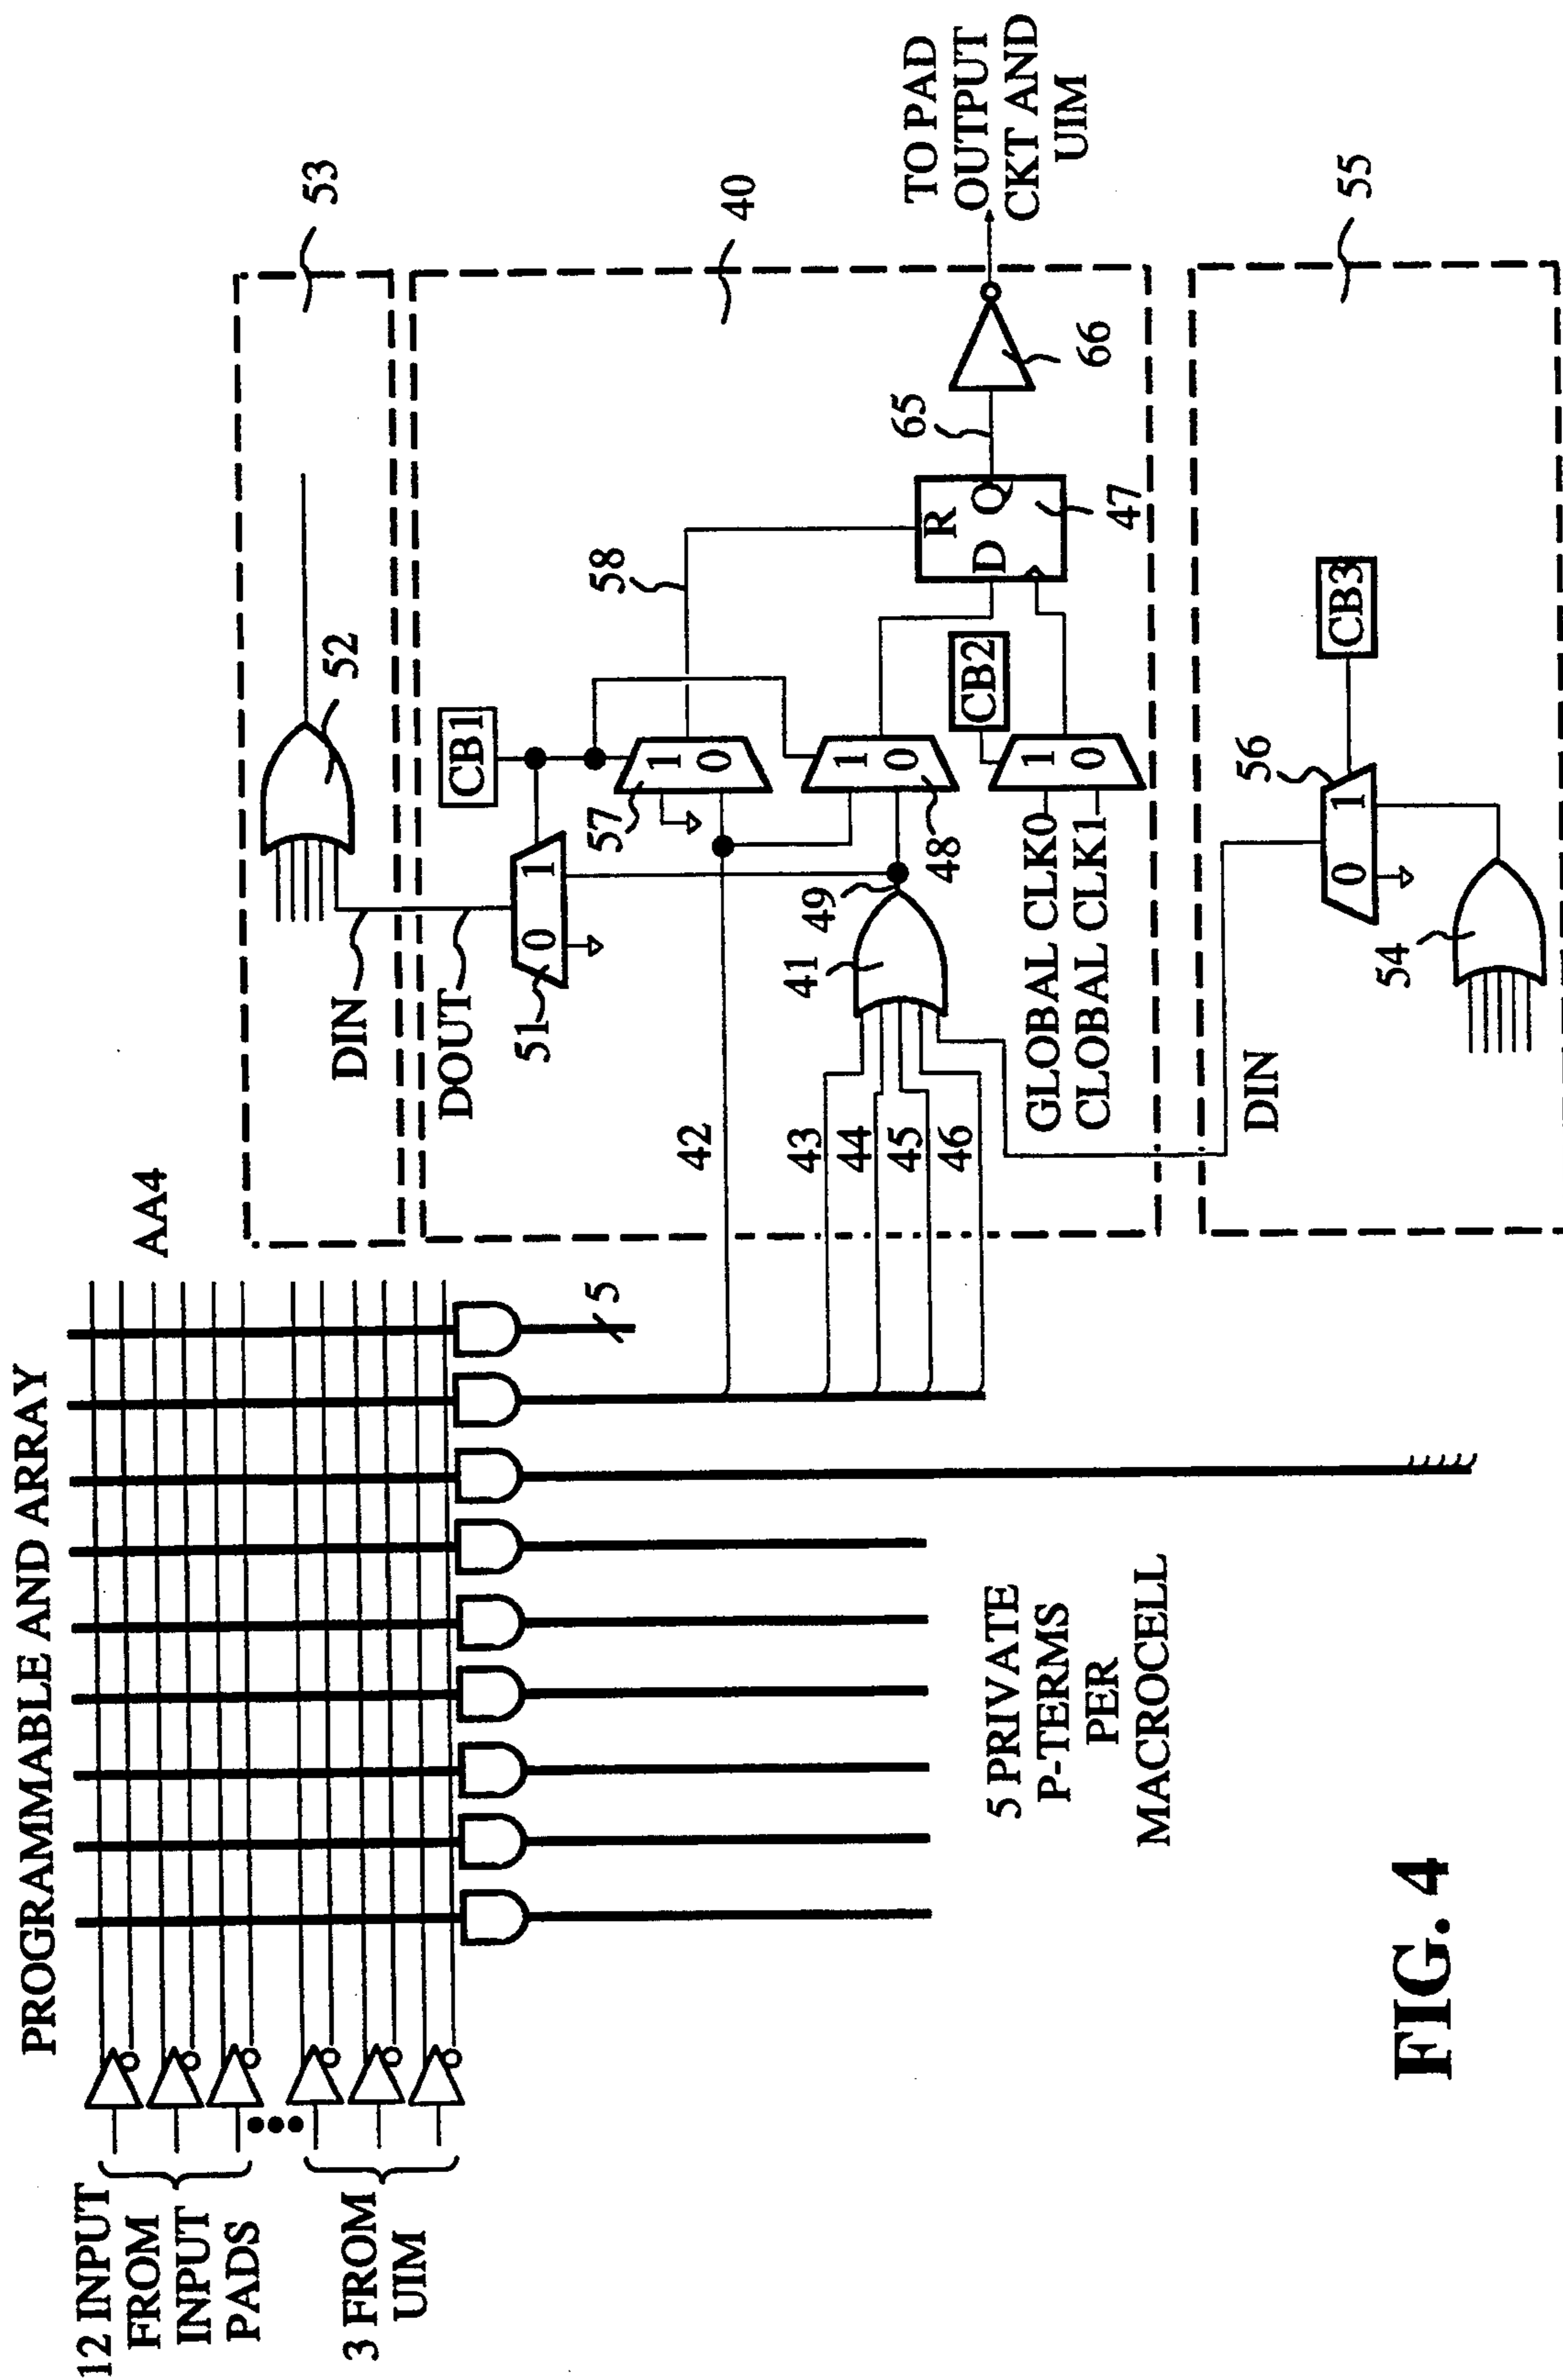 PROGRAMMABLE AND ARRAY
AA4
12 INPUT
FROM
INPUT
PADS
3 FROM
UIM
5
5 PRIVATE
P-TERMS
PER
MACROCELL
53
52
DIN
DOUT
40
CB1
51
1
0
57
1
0
58
42
43
44
45
46
41
49
48
1
0
CB2
1
0
GLOBAL CLK0
CLOBAL CLK1
R
D
Q
47
65
66
TO PAD
OUTPUT
CKT AND
UIM
55
DIN
56
0
1
CB3
54
FIG. 4